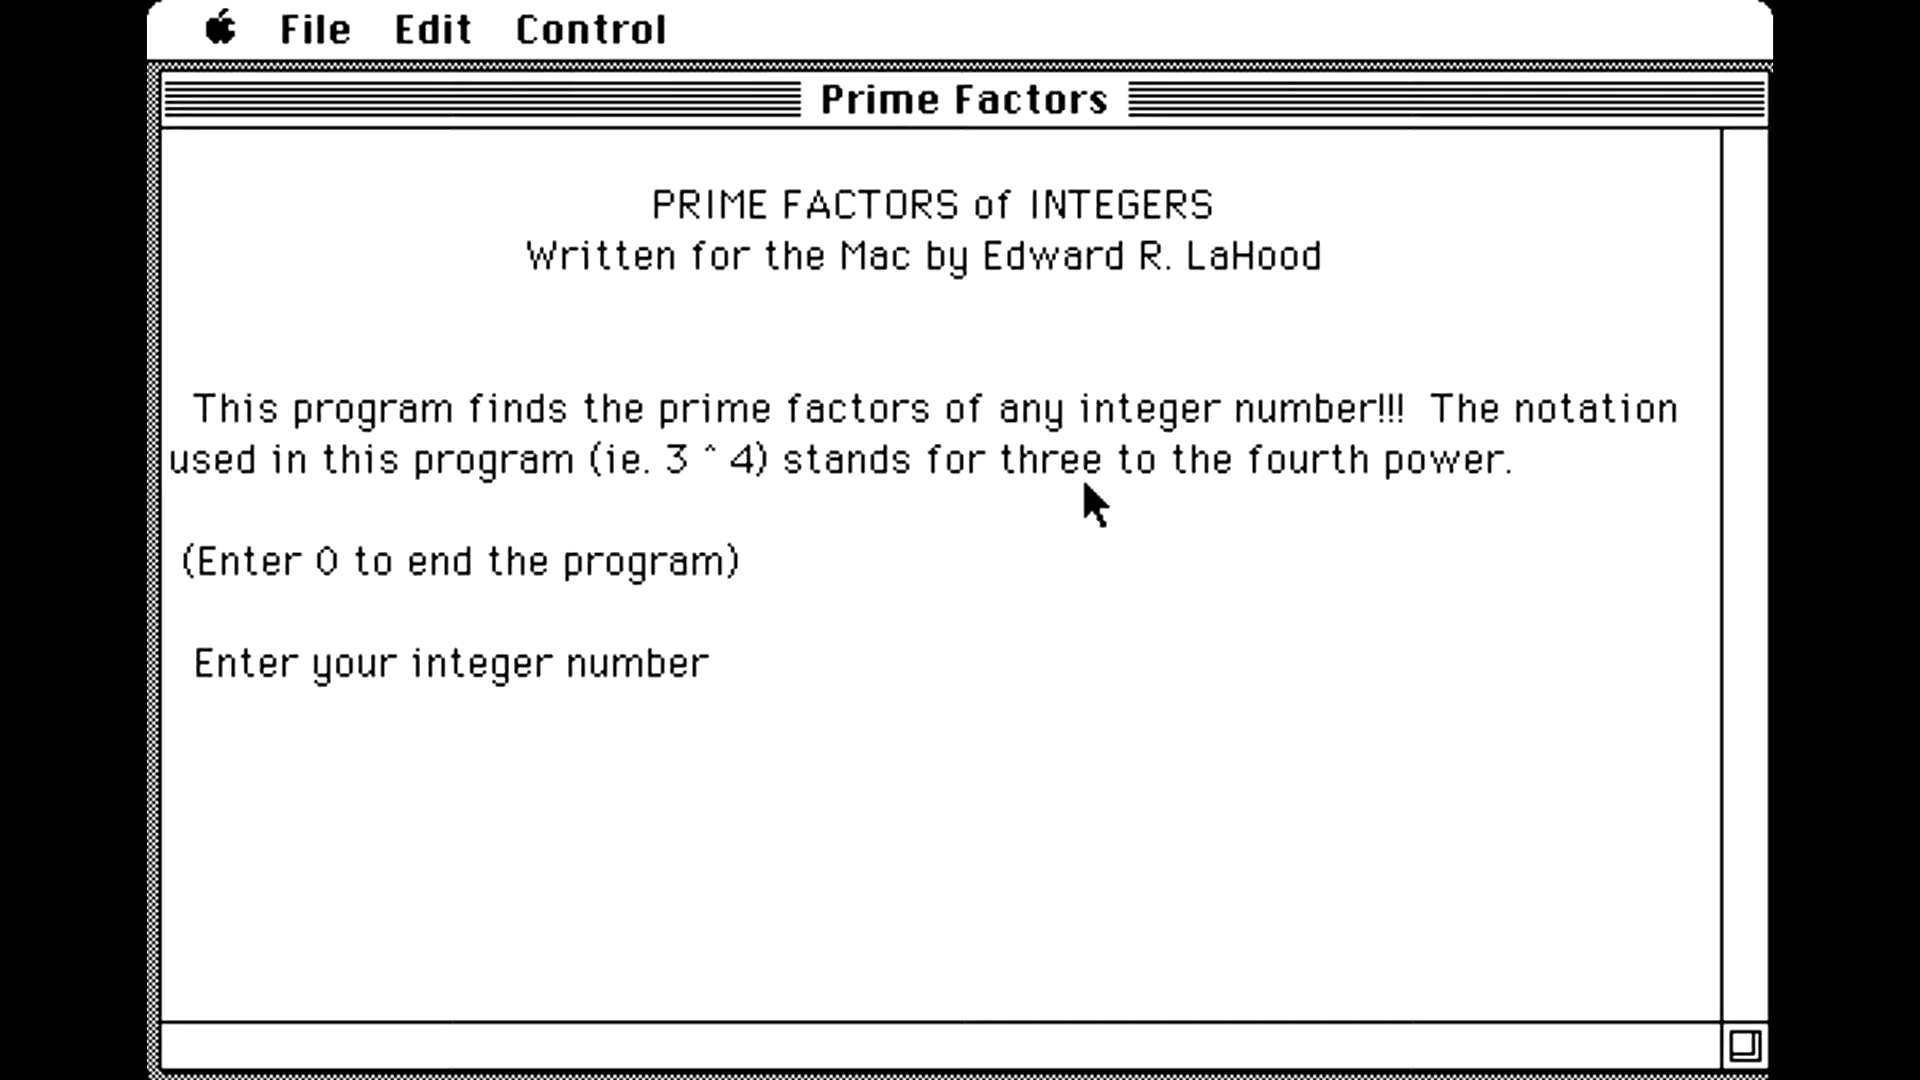 File Edit Control
Prime Factors
PRIME FACTORS of INTEGERS
Written for the Mac by Edward R. LaHood
This program finds the prime factors of any integer number!!! The notation
used in this program (ie. 3 ^ 4) stands for three to the fourth power.
(Enter 0 to end the program)
Enter your integer number